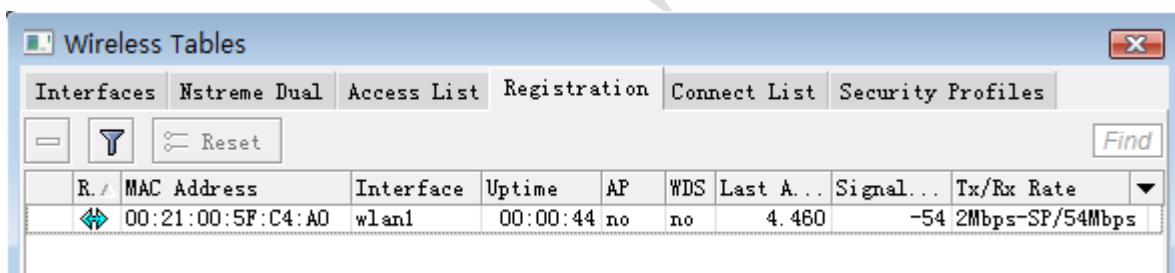 Wireless Tables
Interfaces Nstreme Dual Access List Registration Connect List Security Profiles
Reset Find
R. MAC Address Interface Uptime AP WDS Last A... Signal... Tx/Rx Rate
00:21:00:5F:C4:A0 wlan1 00:00:44 no no 4.460 -54 2Mbps-SP/54Mbps